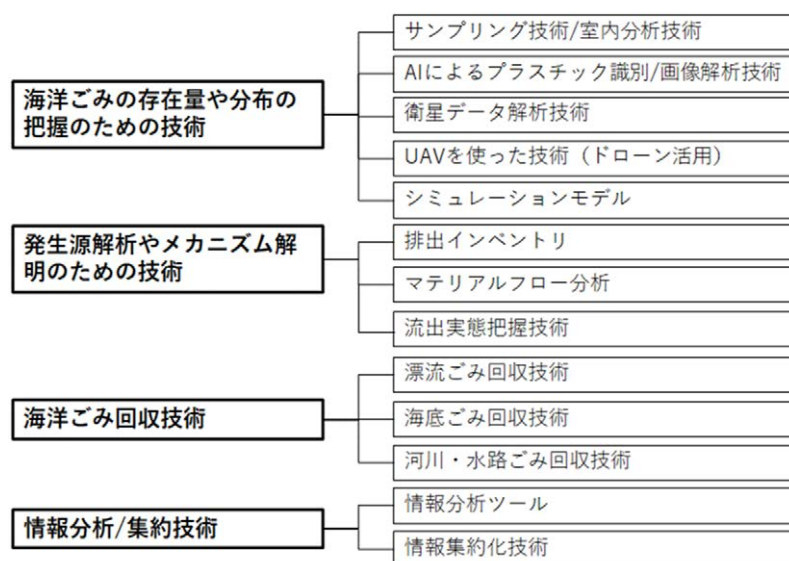 海洋ごみの存在量や分布の
把握のための技術
サンプリング技術/室内分析技術
AIによるプラスチック識別/画像解析技術
衛星データ解析技術
UAVを使った技術（ドローン活用）
シミュレーションモデル
発生源解析やメカニズム解
明のための技術
排出インベントリ
マテリアルフロー分析
流出実態把握技術
海洋ごみ回収技術
漂流ごみ回収技術
海底ごみ回収技術
河川・水路ごみ回収技術
情報分析/集約技術
情報分析ツール
情報集約化技術